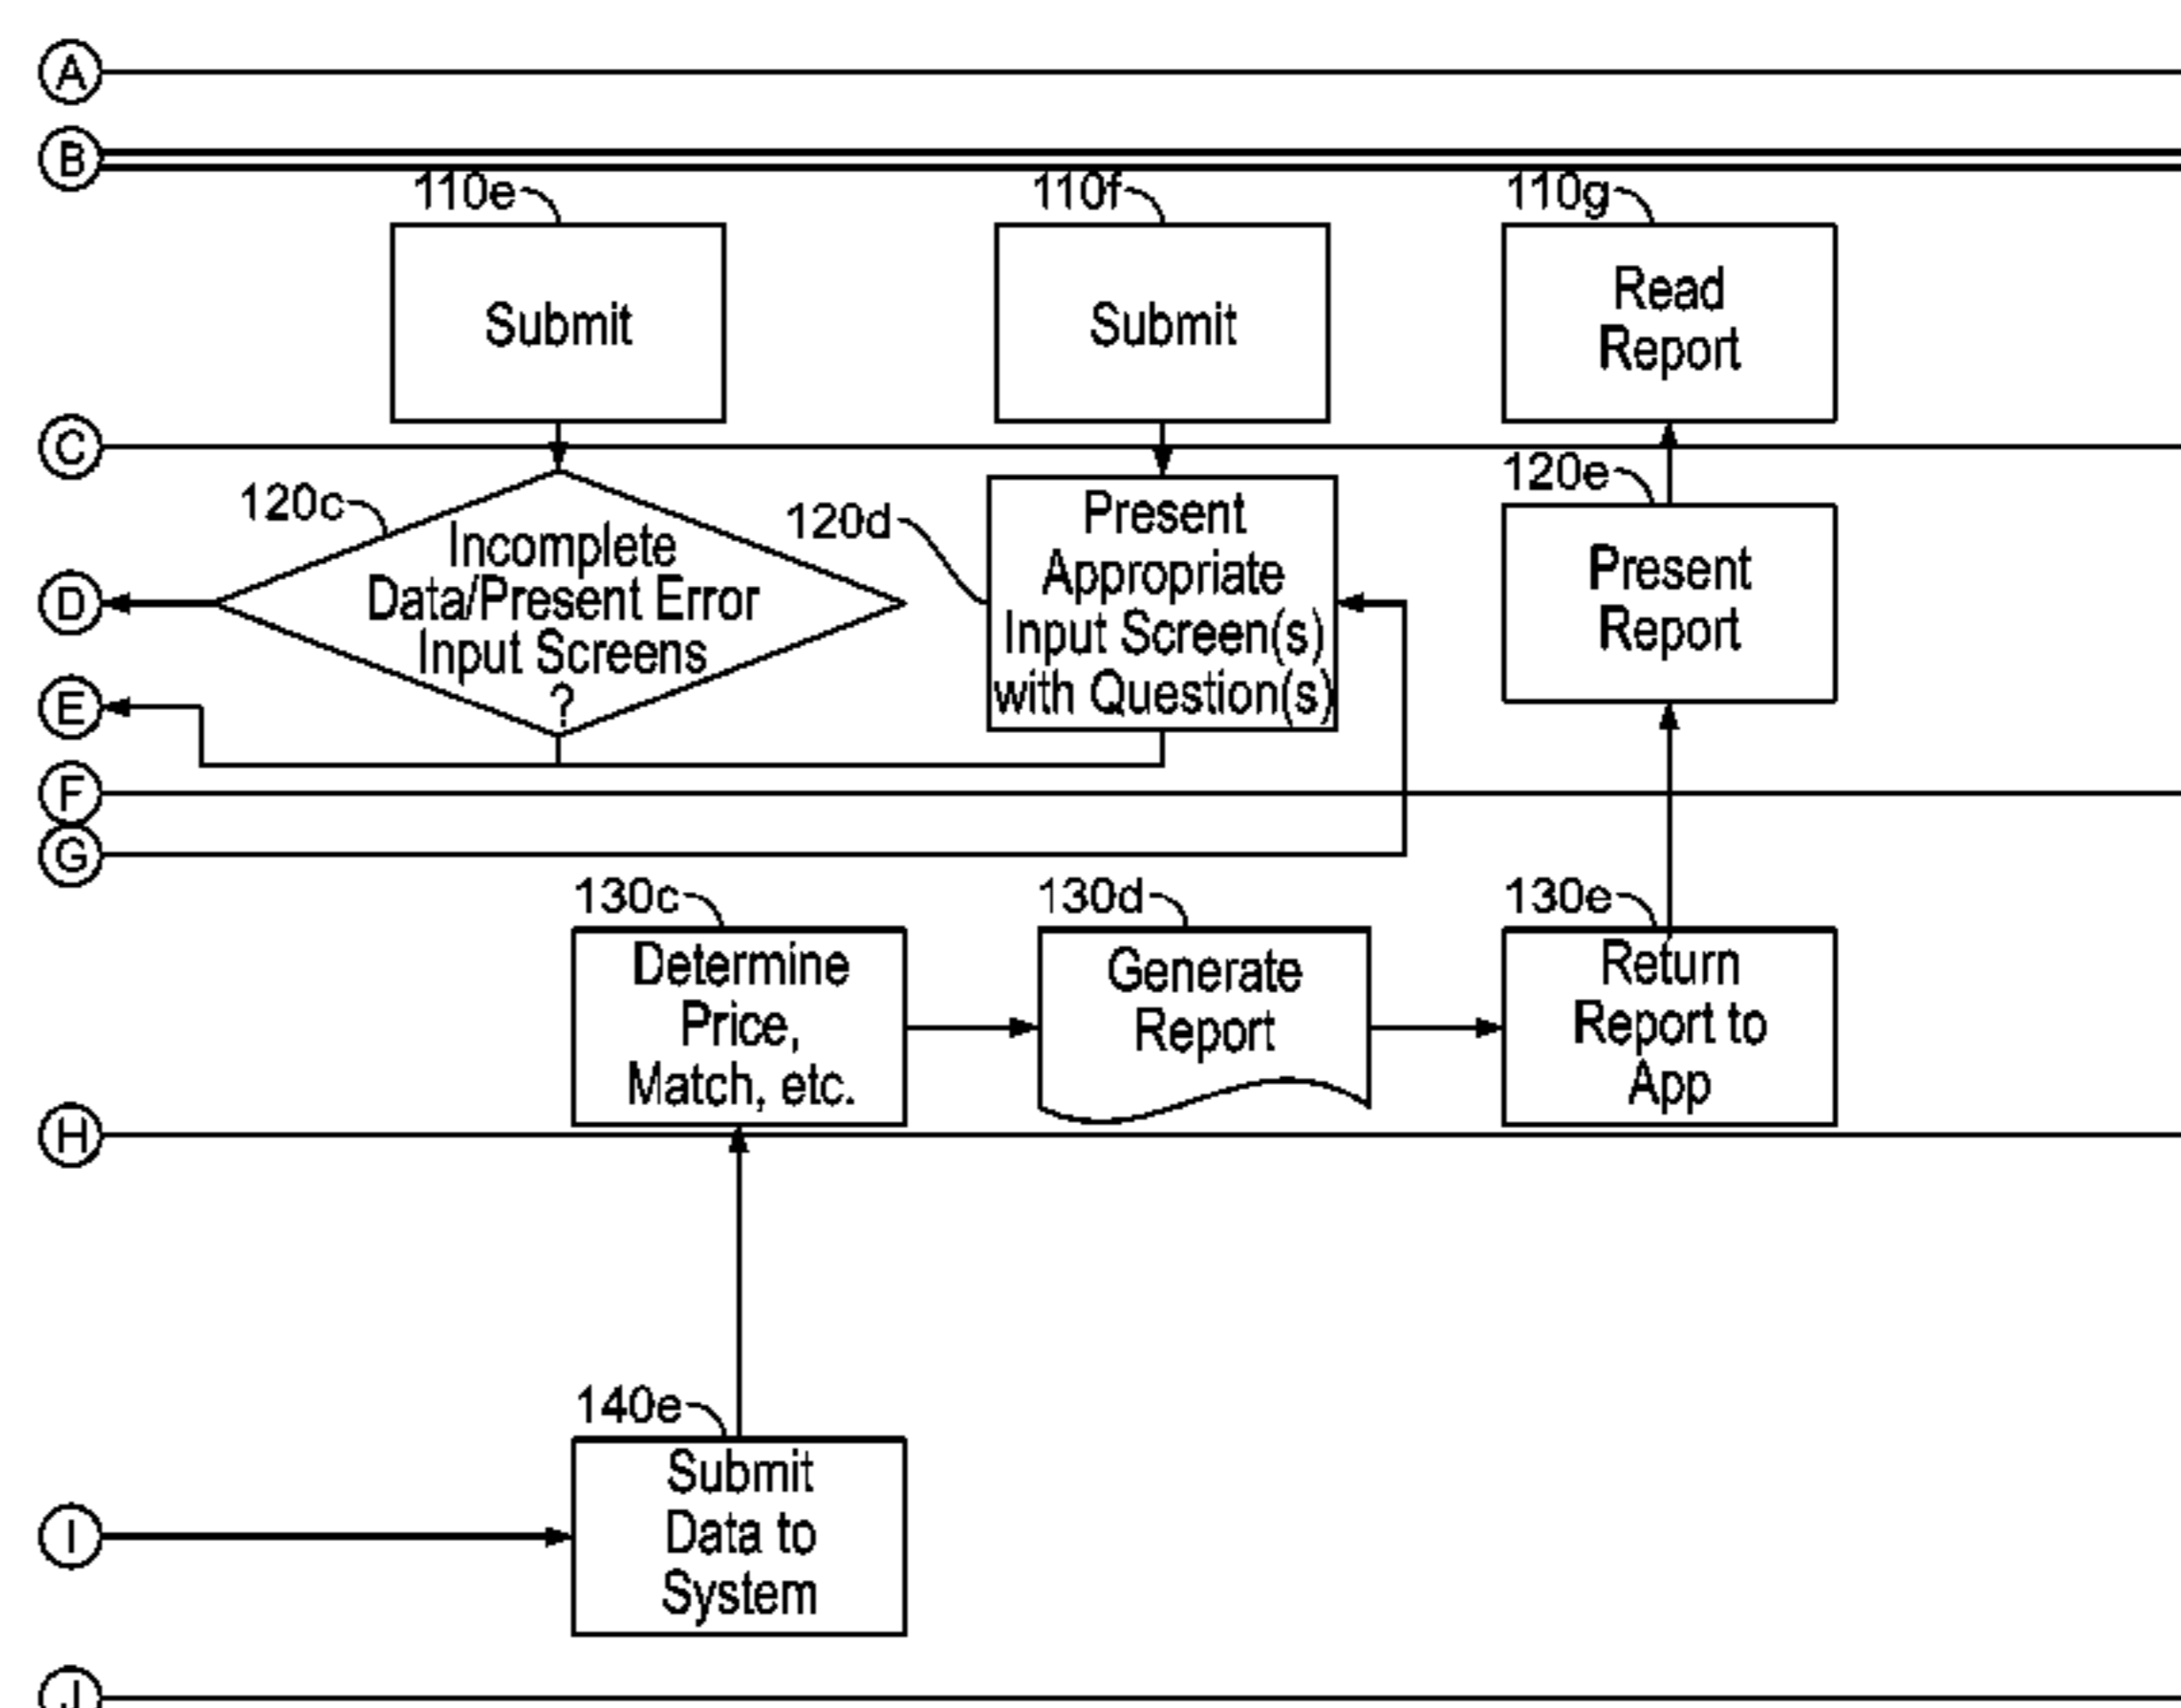 A
B
110e
110f
110g
Submit
Submit
Read
Report
C
120c
120d
120e
Incomplete
Data/Present Error
Input Screens
?
Present
Appropriate
Input Screen(s)
with Question(s)
Present
Report
D
E
F
G
130c
130d
130e
Determine
Price,
Match, etc.
Generate
Report
Return
Report to
App
H
140e
Submit
Data to
System
I
J